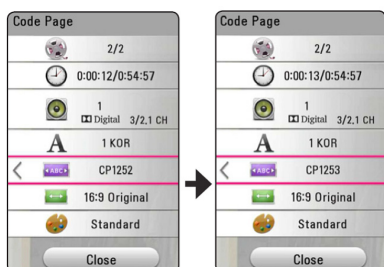 Code Page
2/2
0:00:12/0:54:57
1
Digital 3/2.1 CH
A 1 KOR
ABC CP1252
16:9 Original
Standard
Close
Code Page
2/2
0:00:13/0:54:57
1
Digital 3/2.1 CH
A 1 KOR
ABC CP1253
16:9 Original
Standard
Close